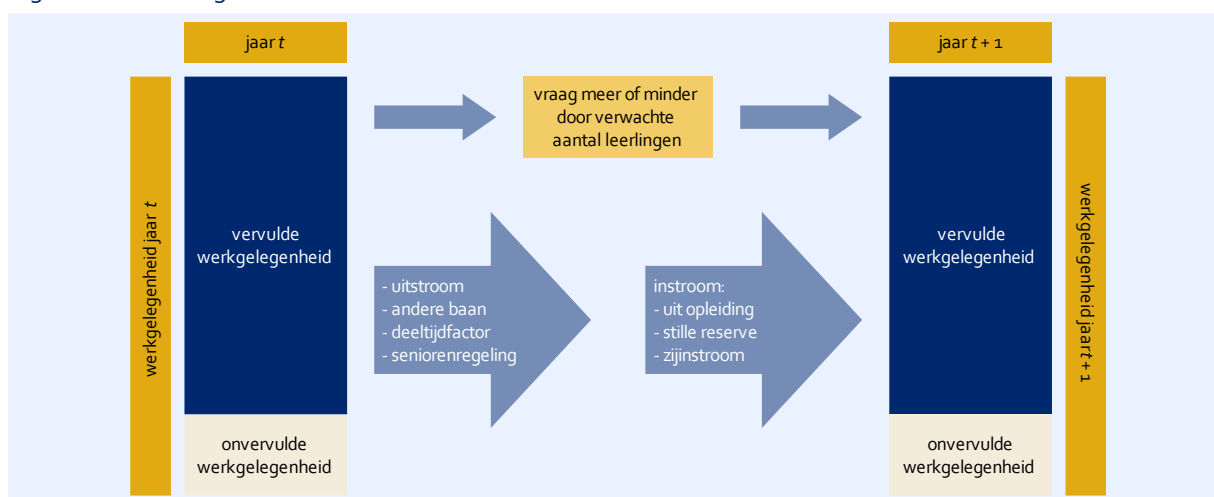 jaar t
jaar t + 1
werkgelegenheid jaar t
vervulde
werkgelegenheid
onvervulde
werkgelegenheid
vraag meer of minder
door verwachte
aantal leerlingen
- uitstroom
- andere baan
- deeltijdfactor
- seniorenregeling
instroom:
- uit opleiding
- stille reserve
- zijinstroom
vervulde
werkgelegenheid
onvervulde
werkgelegenheid
werkgelegenheid jaar t + 1